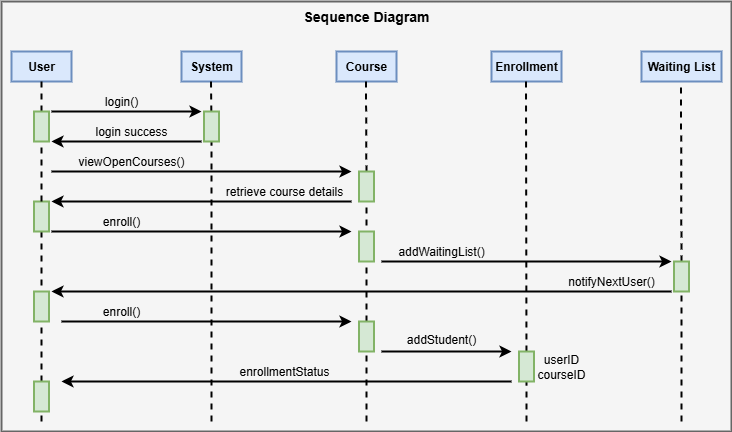 Sequence Diagram
User
System
Course
Enrollment
Waiting List
login()
login success
viewOpenCourses()
retrieve course details
enroll()
addWaitingList()
notifyNextUser()
enroll()
addStudent()
userID
courseID
enrollmentStatus